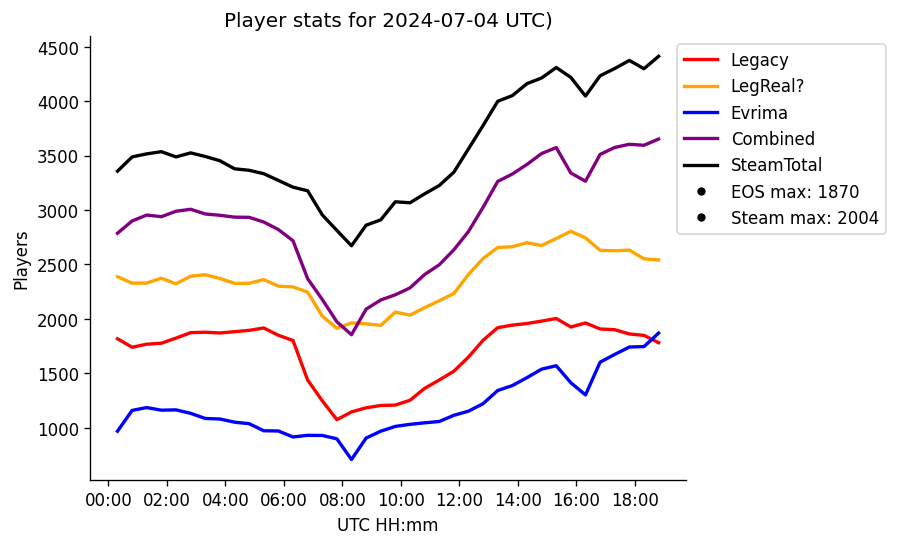 Player stats for 2024-07-04 UTC)
Players
4500
4000
3500
3000
2500
2000
1500
1000
00:00 02:00 04:00 06:00 08:00 10:00 12:00 14:00 16:00 18:00
UTC HH:mm
Legacy
LegReal?
Evrima
Combined
SteamTotal
EOS max: 1870
Steam max: 2004